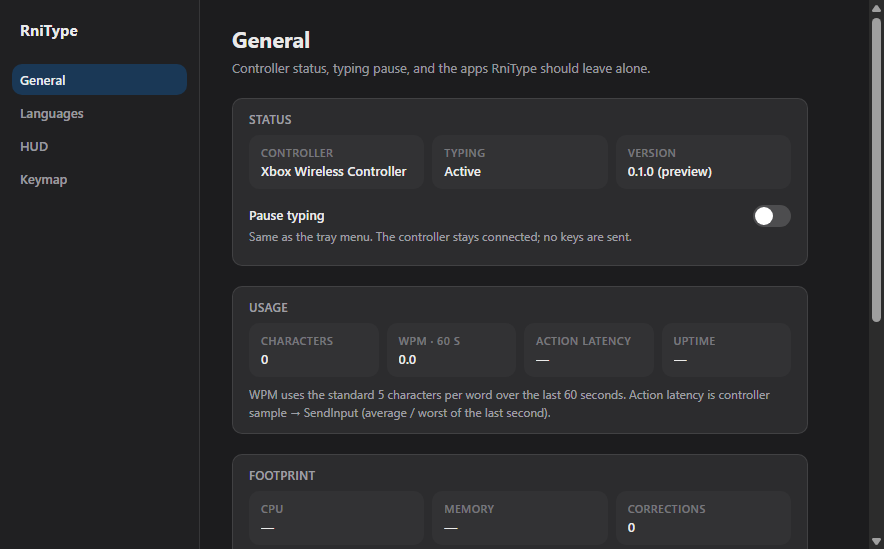 RniType
General
Languages
HUD
Keymap
General
Controller status, typing pause, and the apps RniType should leave alone.
STATUS
CONTROLLER
Xbox Wireless Controller
TYPING
Active
VERSION
0.1.0 (preview)
Pause typing
Same as the tray menu. The controller stays connected; no keys are sent.
USAGE
CHARACTERS
0
WPM · 60 S
0.0
ACTION LATENCY
—
UPTIME
—
WPM uses the standard 5 characters per word over the last 60 seconds. Action latency is controller
sample → SendInput (average / worst of the last second).
FOOTPRINT
CPU
—
MEMORY
—
CORRECTIONS
0